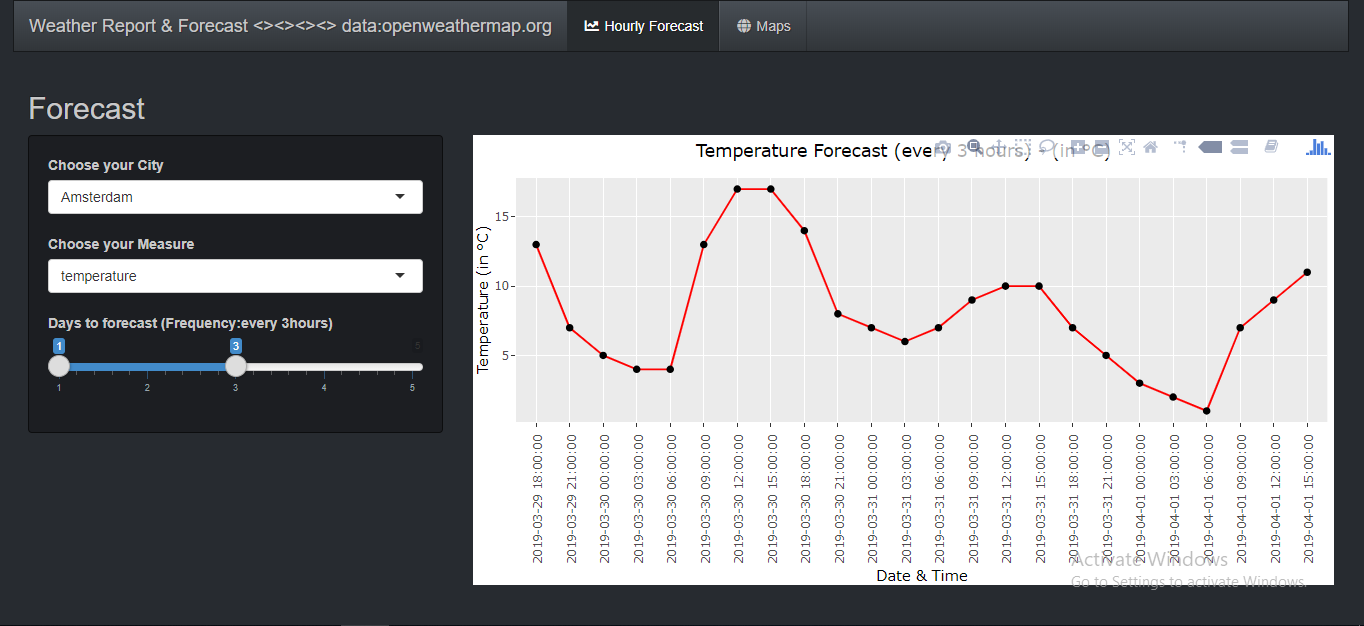 Weather Report & Forecast <><><><> data:openweathermap.org
Hourly Forecast
Maps
Forecast
Choose your City
Amsterdam
Choose your Measure
temperature
Days to forecast (Frequency:every 3hours)
1
3
5
1
2
3
4
5
Temperature Forecast (every 3 hours) - (in °C)
Temperature (in °C)
15
10
5
2019-03-29 18:00:00
2019-03-29 21:00:00
2019-03-30 00:00:00
2019-03-30 03:00:00
2019-03-30 06:00:00
2019-03-30 09:00:00
2019-03-30 12:00:00
2019-03-30 15:00:00
2019-03-30 18:00:00
2019-03-30 21:00:00
2019-03-31 00:00:00
2019-03-31 03:00:00
2019-03-31 06:00:00
2019-03-31 09:00:00
2019-03-31 12:00:00
2019-03-31 15:00:00
2019-03-31 18:00:00
2019-03-31 21:00:00
2019-04-01 00:00:00
2019-04-01 03:00:00
2019-04-01 06:00:00
2019-04-01 09:00:00
2019-04-01 12:00:00
2019-04-01 15:00:00
Date & Time
Activate Windows
Go to Settings to activate Windows.